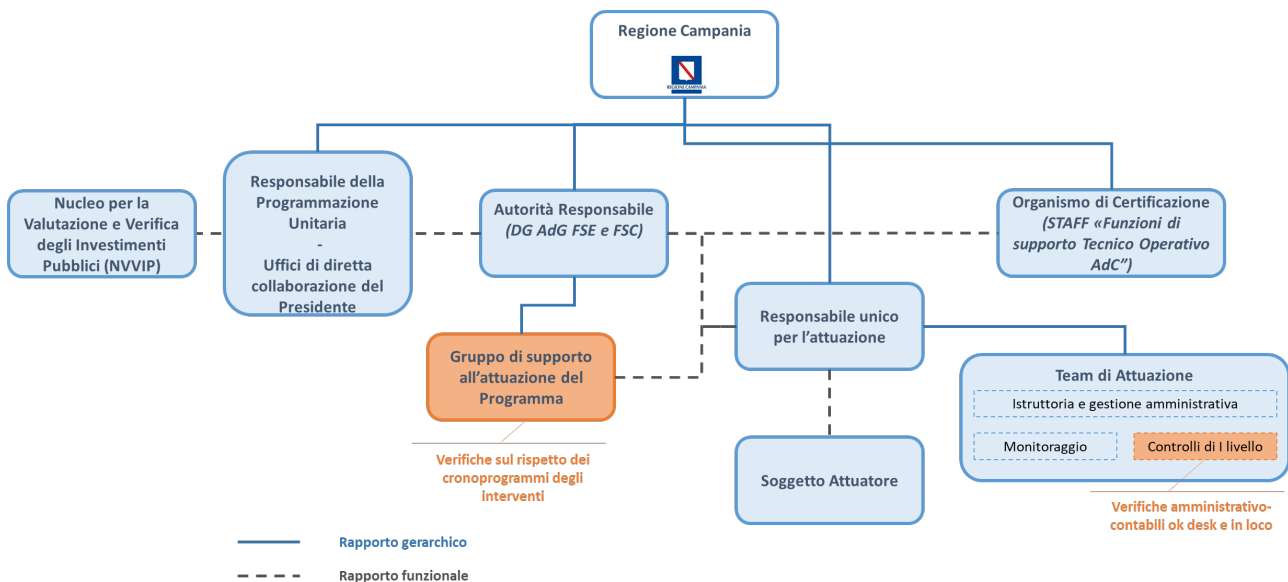 Regione Campania
REGIONE CAMPANIA
Nucleo per la
Valutazione e Verifica
degli Investimenti
Pubblici (NVVIP)
Responsabile della
Programmazione
Unitaria
-
Uffici di diretta
collaborazione del
Presidente
Autorità Responsabile
(DG AdG FSE e FSC)
Organismo di Certificazione
(STAFF «Funzioni di
supporto Tecnico Operativo
AdC”)
Gruppo di supporto
all’attuazione del
Programma
Responsabile unico
per l’attuazione
Team di Attuazione
Istruttoria e gestione amministrativa
Monitoraggio
Controlli di I livello
Verifiche sul rispetto dei
cronoprogrammi degli
interventi
Soggetto Attuatore
Verifiche amministrativo-
contabili ok desk e in loco
Rapporto gerarchico
Rapporto funzionale